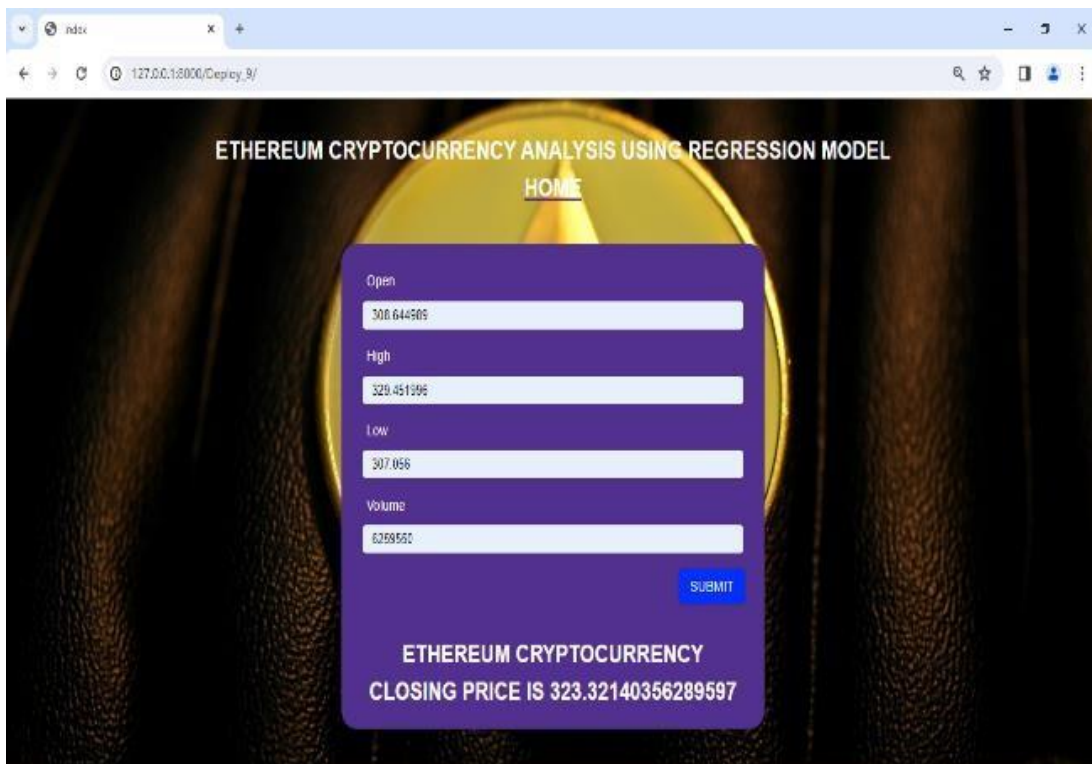 Index
127.0.0.1:8000/Deploy_9/
ETHEREUM CRYPTOCURRENCY ANALYSIS USING REGRESSION MODEL
HOME
Open
308.644989
High
329.451996
Low
307.056
Volume
6259550
SUBMIT
ETHEREUM CRYPTOCURRENCY
CLOSING PRICE IS 323.32140356289597